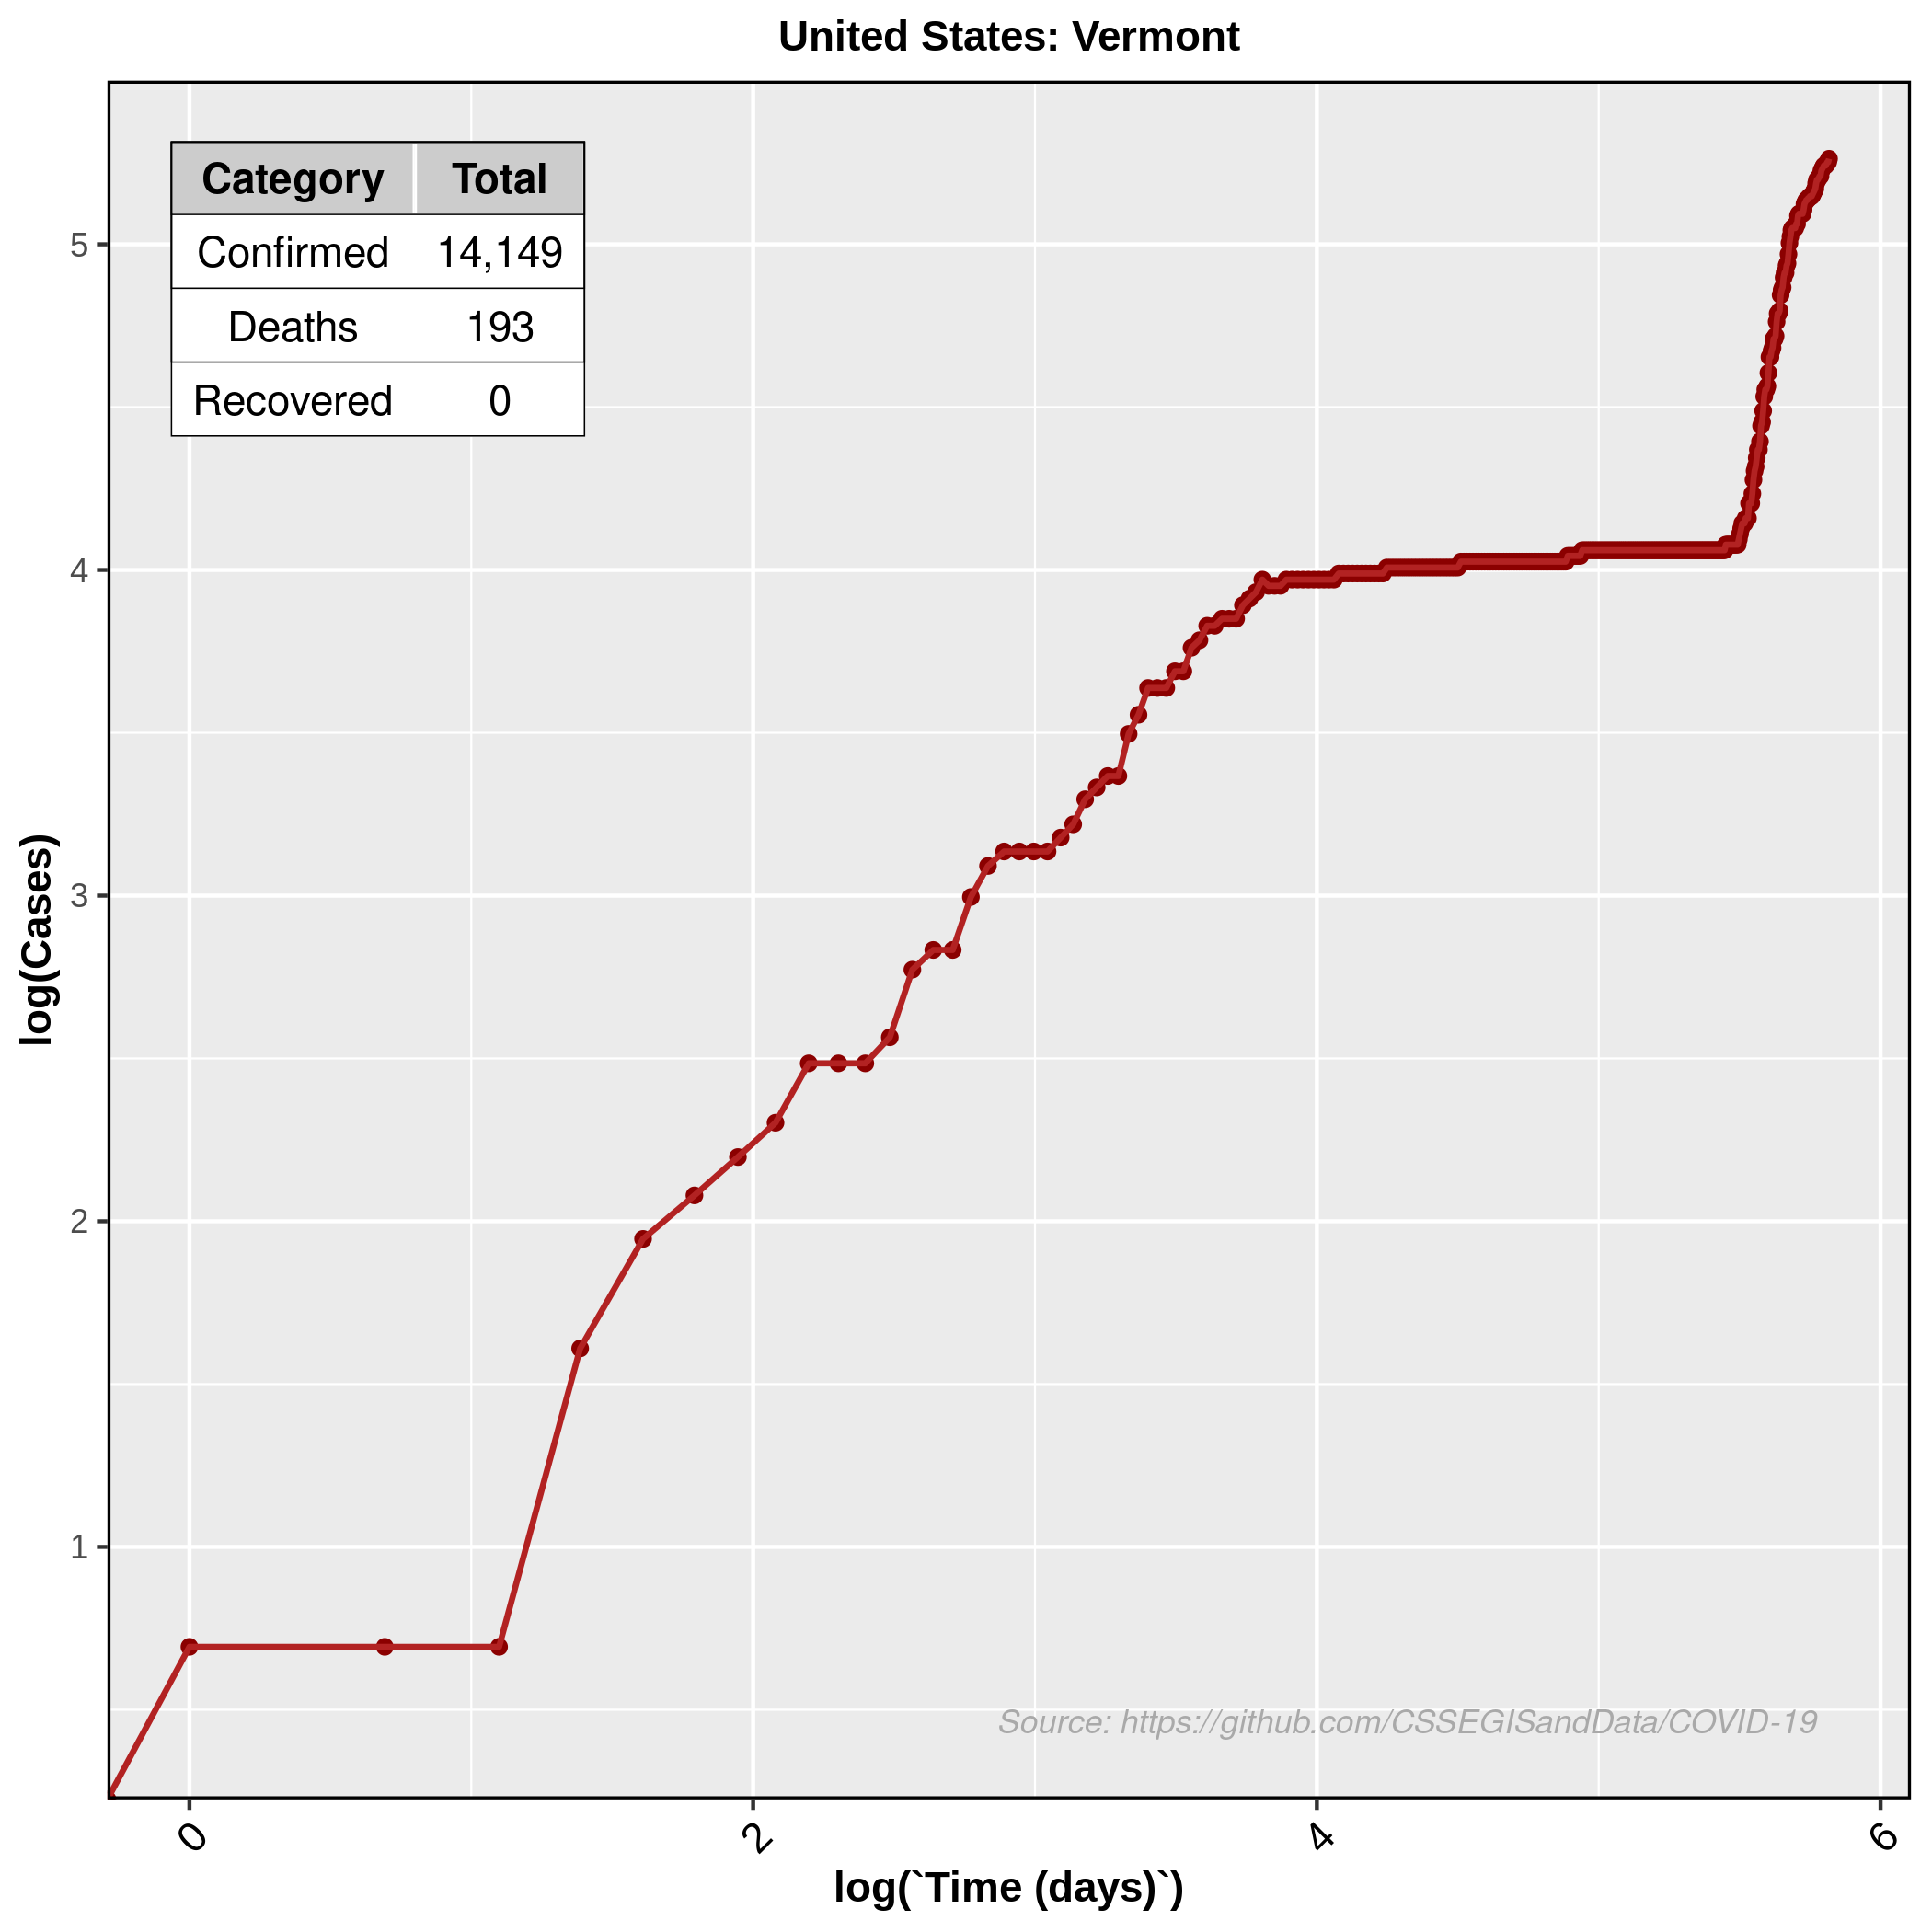 United States: Vermont
Category Total
Confirmed 14,149
Deaths 193
Recovered 0
5
4
3
2
1
log(Cases)
Source: https://github.com/CSSEGISandData/COVID-19
0 2 4 6
log(`Time (days)`)